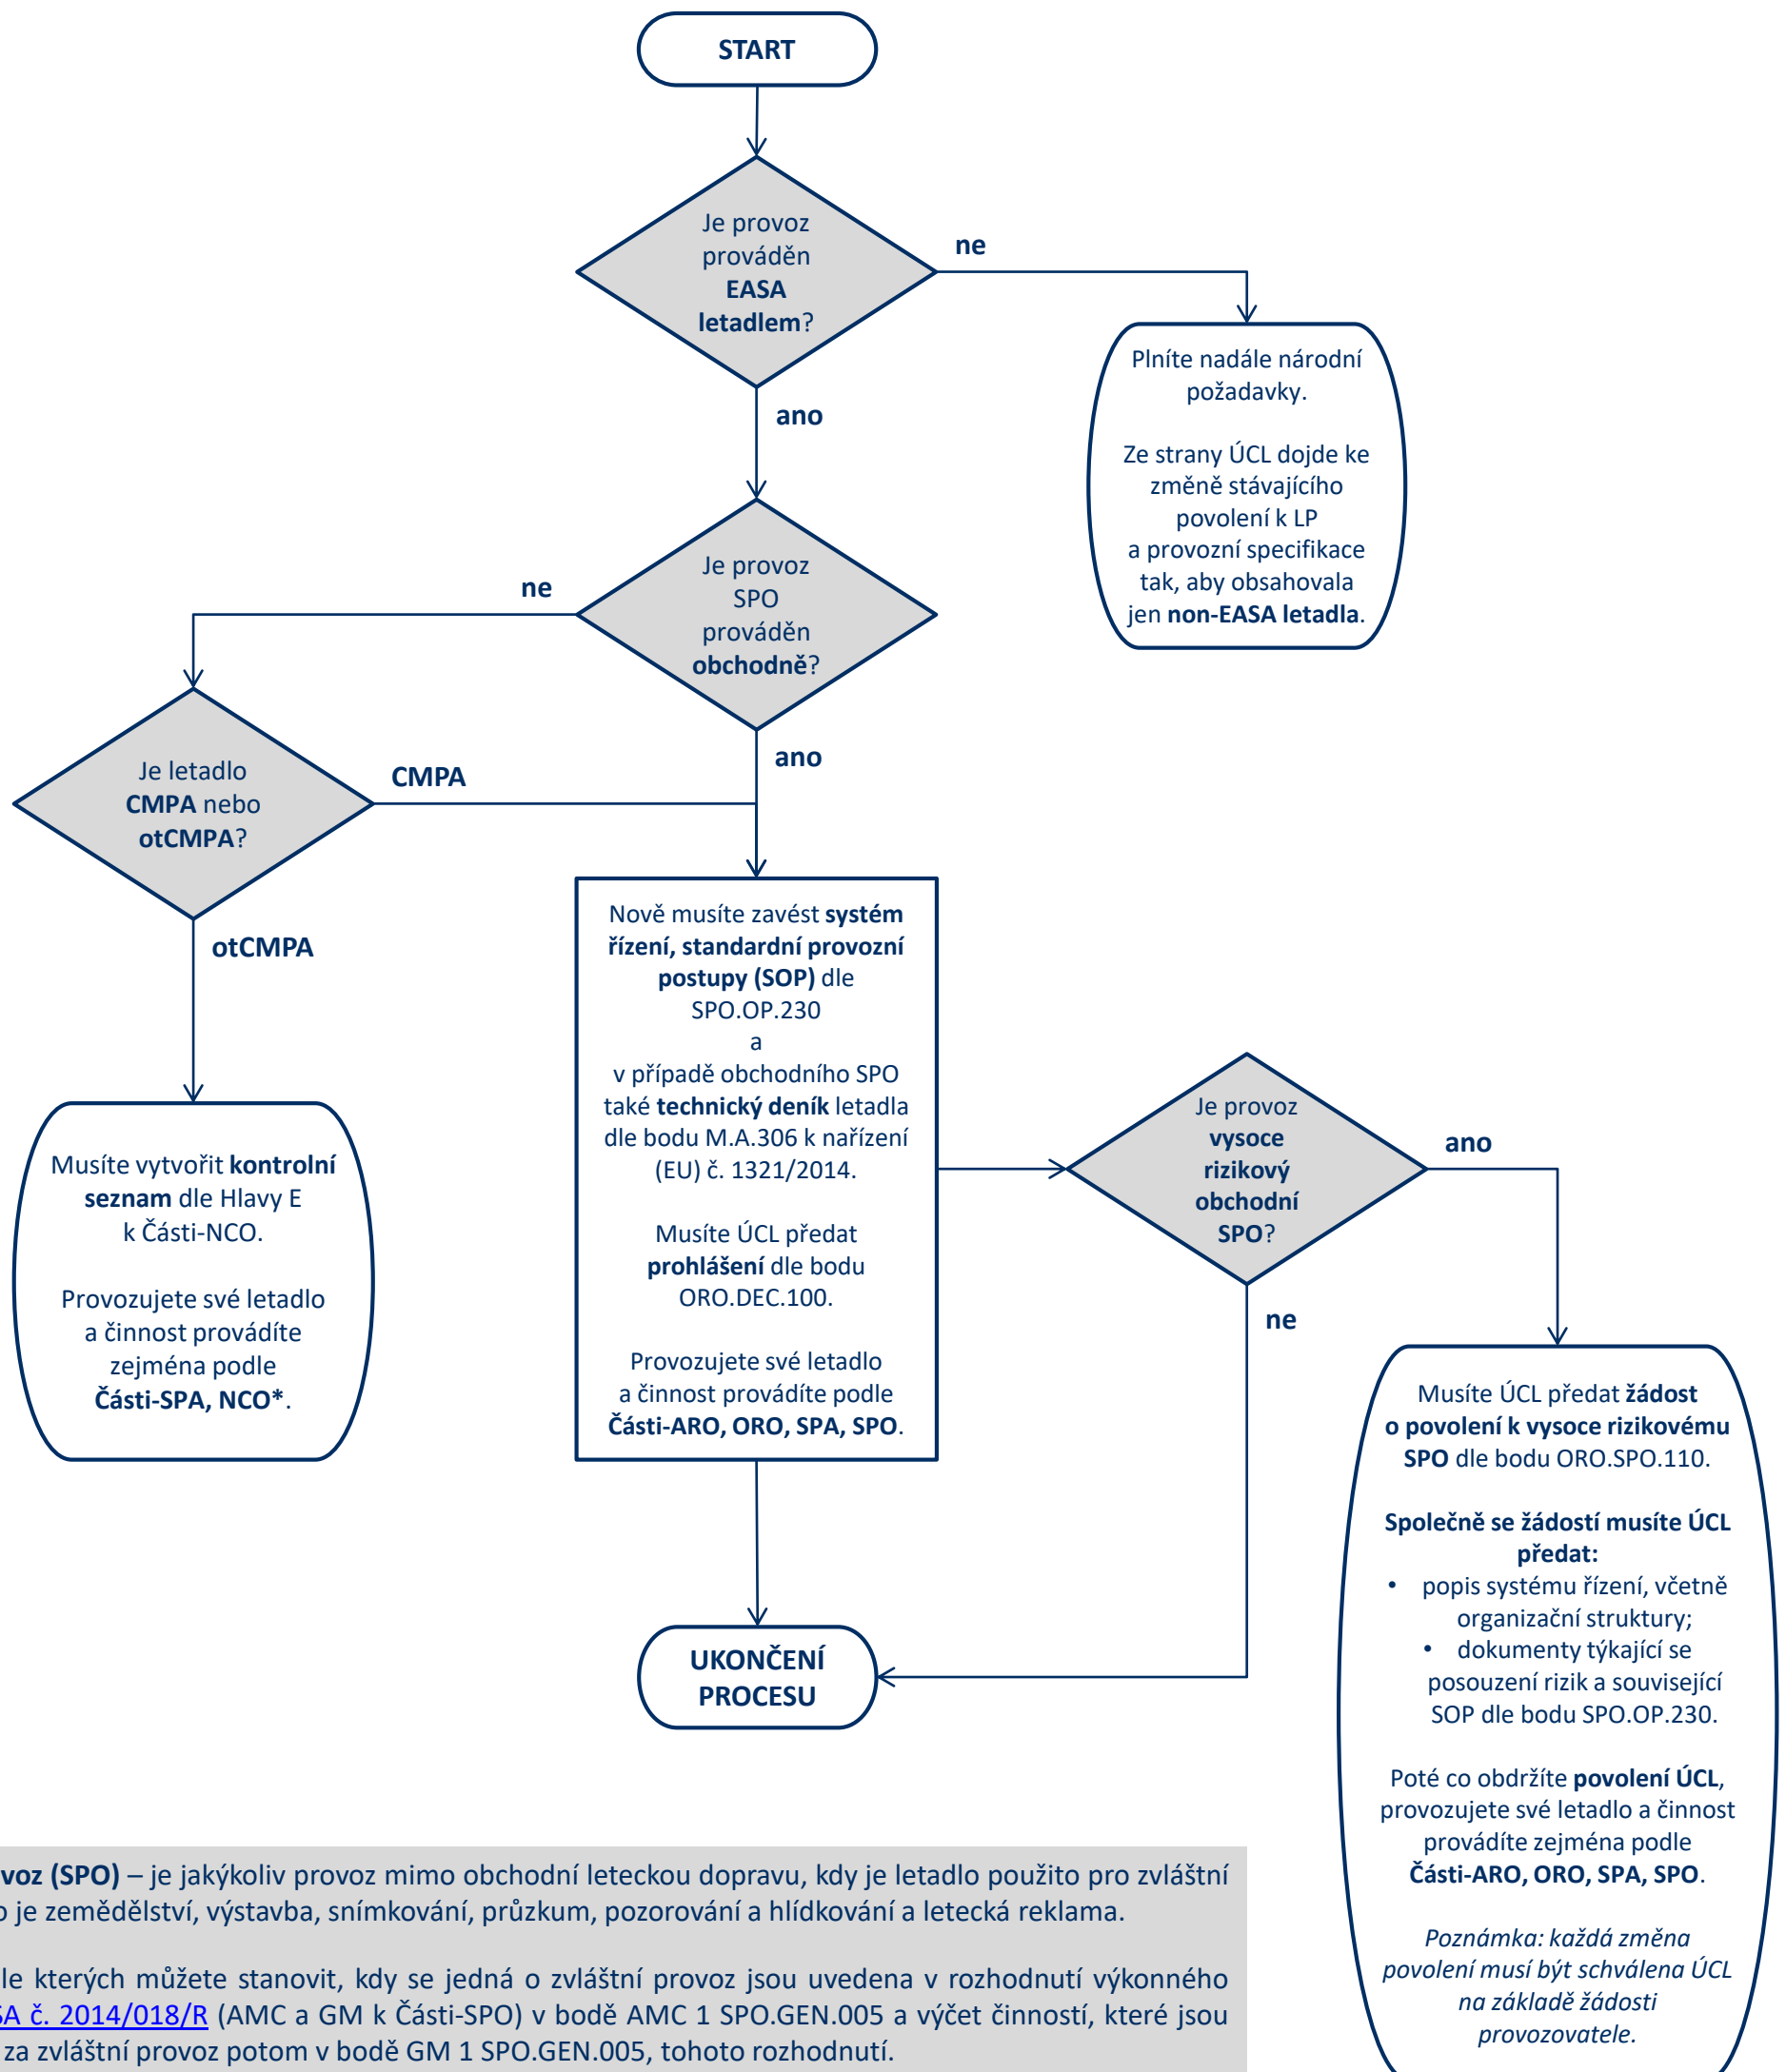 START
Je provoz
prováděn
EASA
letadlem?
ne
Plníte nadále národní
požadavky.
Ze strany ÚCL dojde ke
změně stávajícího
povolení k LP
a provozní specifikace
tak, aby obsahovala
jen non-EASA letadla.
ano
Je provoz
SPO
prováděn
obchodně?
ne
ano
Je letadlo
CMPA nebo
otCMPA?
CMPA
otCMPA
Musíte vytvořit kontrolní
seznam dle Hlavy E
k Části-NCO.
Provozujete své letadlo
a činnost provádíte
zejména podle
Části-SPA, NCO*.
Nově musíte zavést systém
řízení, standardní provozní
postupy (SOP) dle
SPO.OP.230
a
v případě obchodního SPO
také technický deník letadla
dle bodu M.A.306 k nařízení
(EU) č. 1321/2014.
Musíte ÚCL předat
prohlášení dle bodu
ORO.DEC.100.
Provozujete své letadlo
a činnost provádíte podle
Části-ARO, ORO, SPA, SPO.
Je provoz
vysoce
rizikový
obchodní
SPO?
ano
ne
Musíte ÚCL předat žádost
o povolení k vysoce rizikovému
SPO dle bodu ORO.SPO.110.
Společně se žádostí musíte ÚCL
předat:
• popis systému řízení, včetně
organizační struktury;
• dokumenty týkající se
posouzení rizik a související
SOP dle bodu SPO.OP.230.
Poté co obdržíte povolení ÚCL,
provozujete své letadlo a činnost
provádíte zejména podle
Části-ARO, ORO, SPA, SPO.
Poznámka: každá změna
povolení musí být schválena ÚCL
na základě žádosti
provozovatele.
UKONČENÍ
PROCESU
voz (SPO) – je jakýkoliv provoz mimo obchodní leteckou dopravu, kdy je letadlo použito pro zvláštní
o je zemědělství, výstavba, snímkování, průzkum, pozorování a hlídkování a letecká reklama.
le kterých můžete stanovit, kdy se jedná o zvláštní provoz jsou uvedena v rozhodnutí výkonného
SA č. 2014/018/R (AMC a GM k Části-SPO) v bodě AMC 1 SPO.GEN.005 a výčet činností, které jsou
za zvláštní provoz potom v bodě GM 1 SPO.GEN.005, tohoto rozhodnutí.